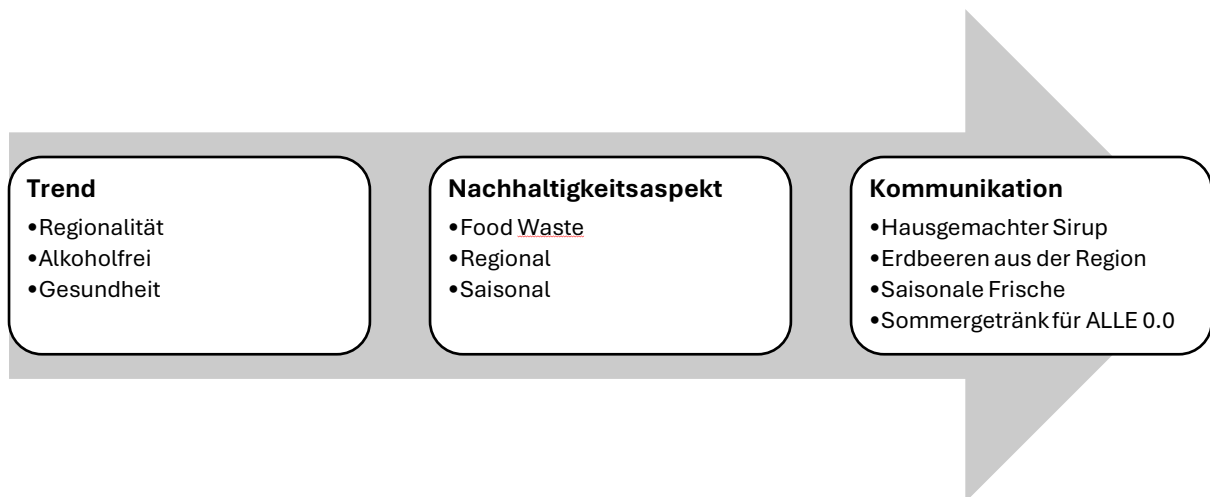 Trend
•Regionalität
•Alkoholfrei
•Gesundheit
Nachhaltigkeitsaspekt
•Food Waste
•Regional
•Saisonal
Kommunikation
•Hausgemachter Sirup
•Erdbeeren aus der Region
•Saisonale Frische
•Sommergetränk für ALLE 0.0